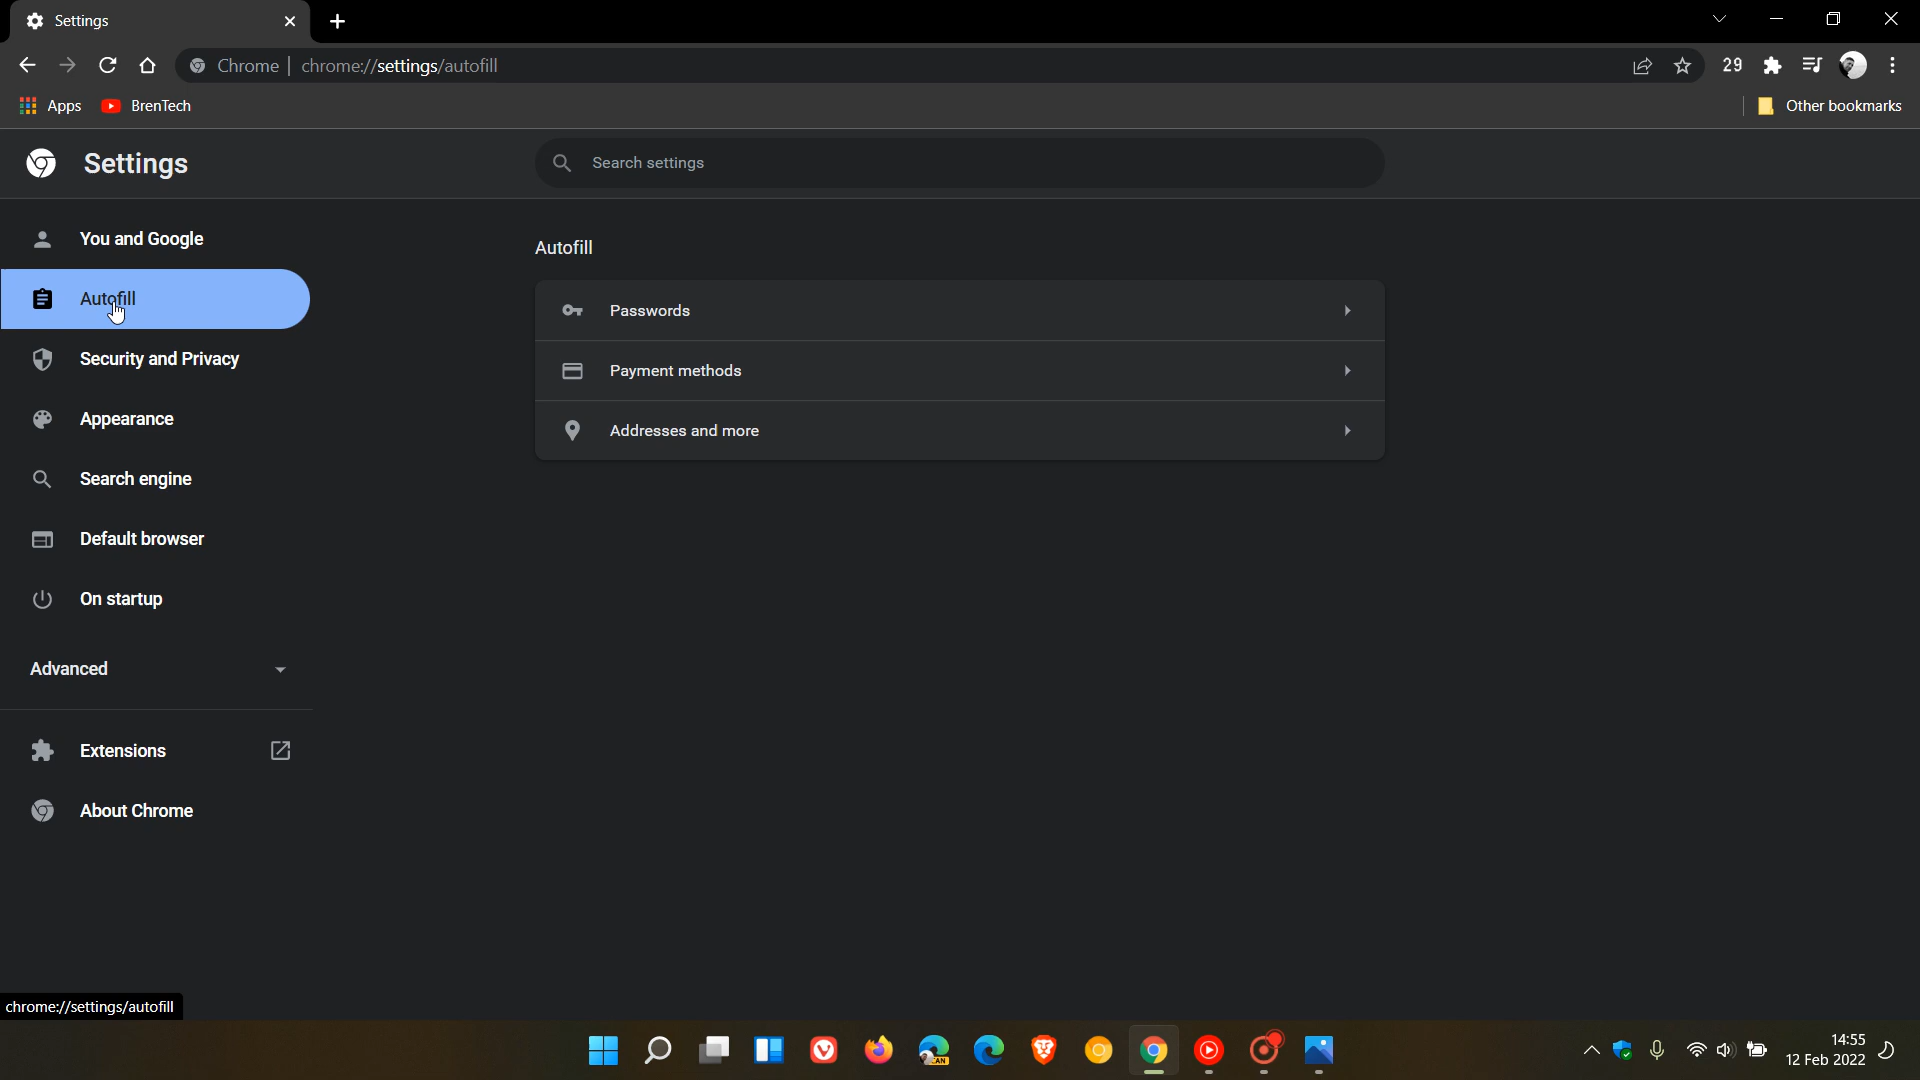 Settings
Chrome | chrome://settings/autofill
29
Apps
BrenTech
Other bookmarks
Settings
Search settings
You and Google
Autofill
Security and Privacy
Appearance
Search engine
Default browser
On startup
Advanced
Extensions
About Chrome
Autofill
Passwords
Payment methods
Addresses and more
chrome://settings/autofill
CAN
14:55
12 Feb 2022